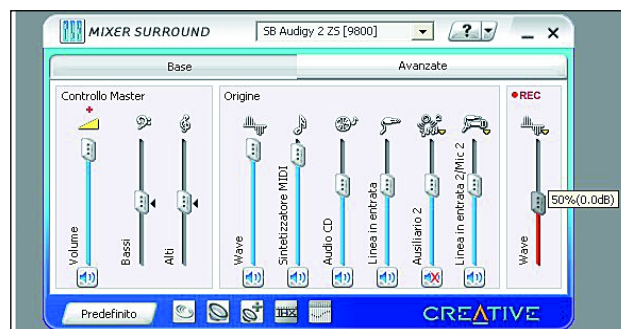 MIXER SURROUND
SB Audigy 2 ZS [9800]
?
Base
Avanzate
Controllo Master
Origine
REC
Volume
Bassi
Alti
Wave
Sintetizzatore MIDI
Audio CD
Linea in entrata
Ausiliario 2
Linea in entrata 2/Mic 2
Wave
50%(0.0dB)
Predefinito
THX
CREATIVE